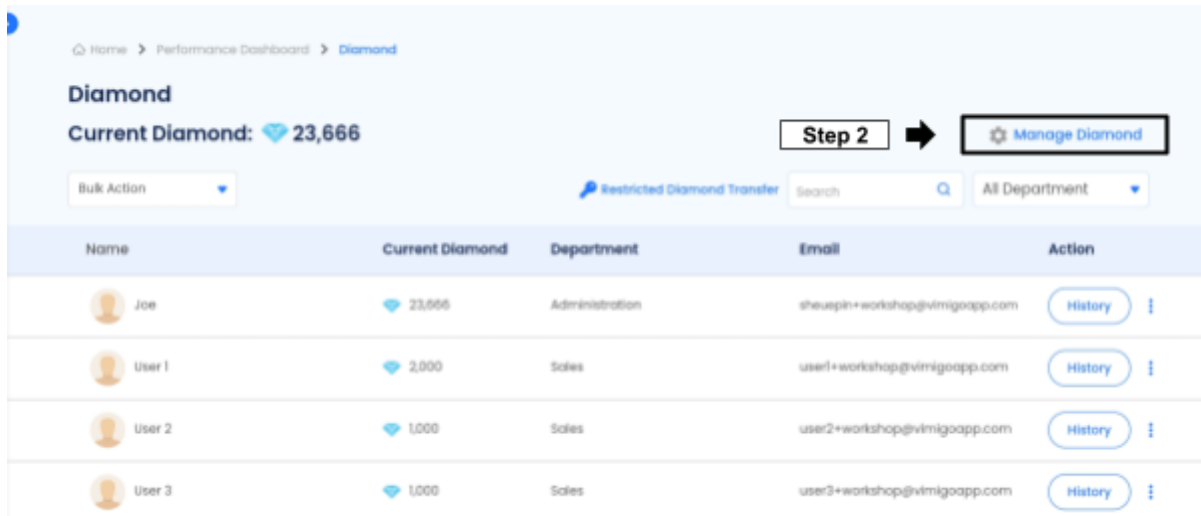 Home > Performance Dashboard > Diamond
Diamond
Current Diamond: 23,666
Step 2
Manage Diamond
Bulk Action
Restricted Diamond Transfer
Search
All Department
Name Current Diamond Department Email Action
Joe 23,666 Administration sheuepin+workshop@vimigoapp.com History
User 1 2,000 Sales user1+workshop@vimigoapp.com History
User 2 1,000 Sales user2+workshop@vimigoapp.com History
User 3 1,000 Sales user3+workshop@vimigoapp.com History